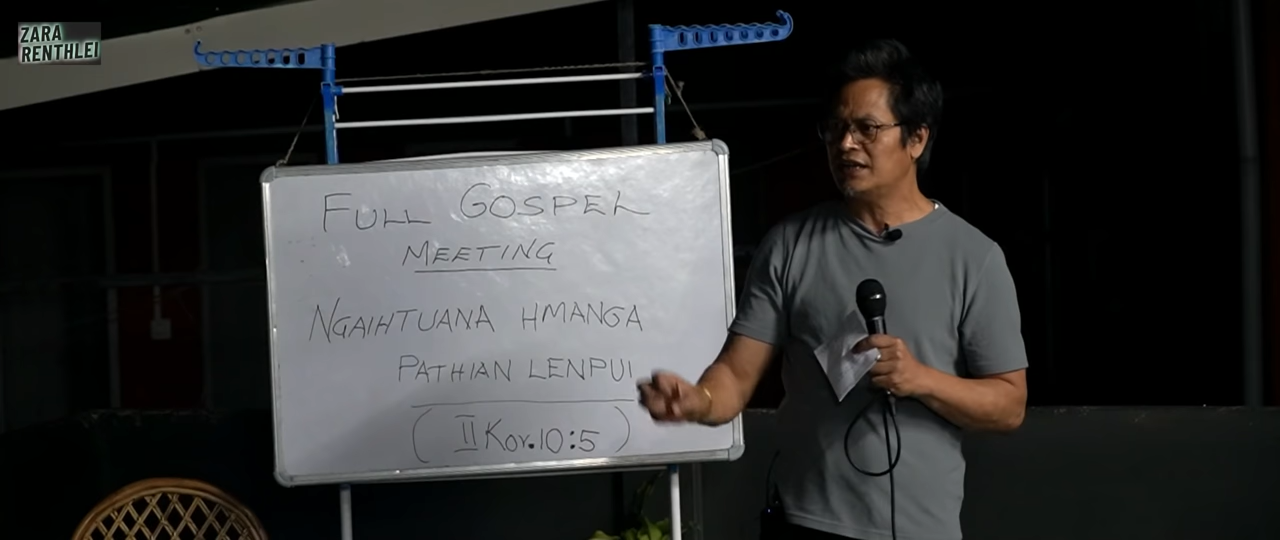 ZARA
RENTHLEI
FULL GOSPEL
MEETING
NGAIHTUANA HMANGA
PATHIAN LENPUI
(II Kor.10:5)